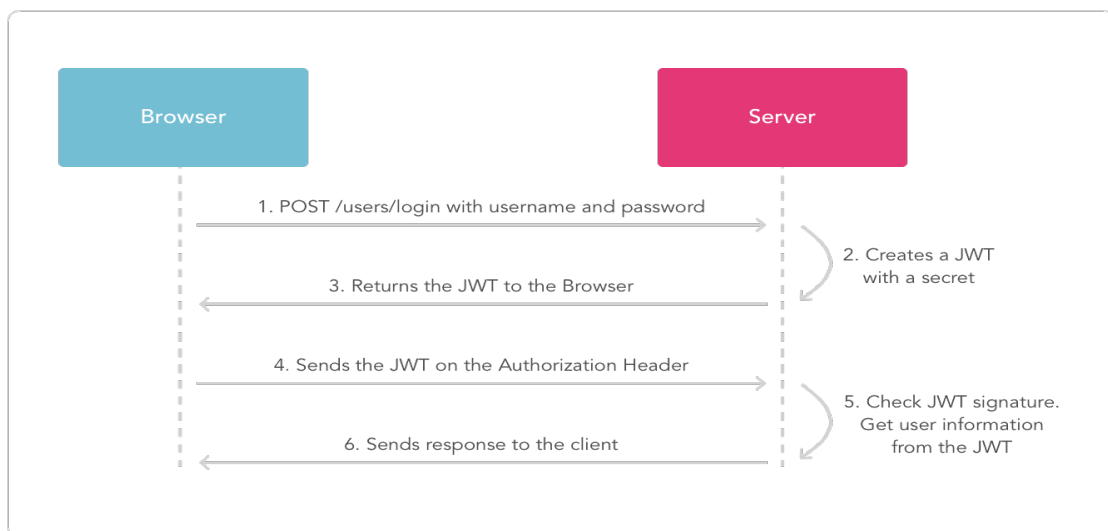 Browser
Server
1. POST /users/login with username and password
2. Creates a JWT
with a secret
3. Returns the JWT to the Browser
4. Sends the JWT on the Authorization Header
5. Check JWT signature.
Get user information
from the JWT
6. Sends response to the client